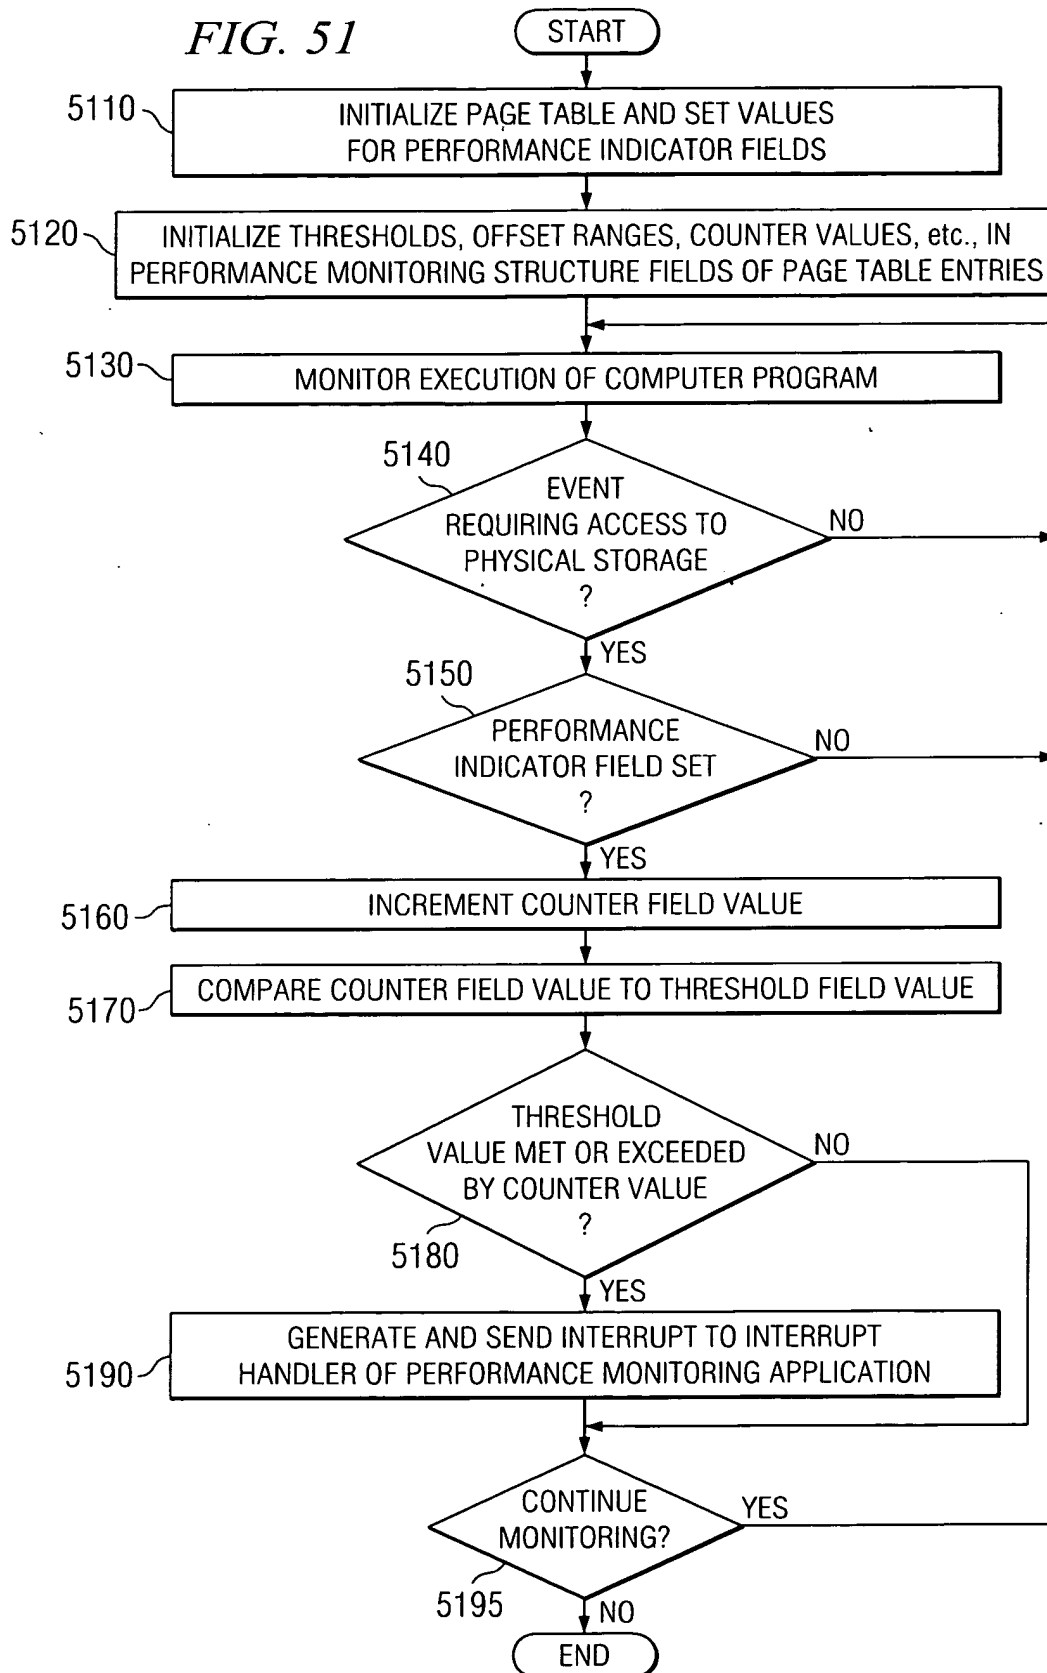 FIG. 51
START
5110
INITIALIZE PAGE TABLE AND SET VALUES
FOR PERFORMANCE INDICATOR FIELDS
5120
INITIALIZE THRESHOLDS, OFFSET RANGES, COUNTER VALUES, etc., IN
PERFORMANCE MONITORING STRUCTURE FIELDS OF PAGE TABLE ENTRIES
5130
MONITOR EXECUTION OF COMPUTER PROGRAM
5140
EVENT
REQUIRING ACCESS TO
PHYSICAL STORAGE
?
NO
YES
5150
PERFORMANCE
INDICATOR FIELD SET
?
NO
YES
5160
INCREMENT COUNTER FIELD VALUE
5170
COMPARE COUNTER FIELD VALUE TO THRESHOLD FIELD VALUE
THRESHOLD
VALUE MET OR EXCEEDED
BY COUNTER VALUE
?
NO
5180
YES
5190
GENERATE AND SEND INTERRUPT TO INTERRUPT
HANDLER OF PERFORMANCE MONITORING APPLICATION
CONTINUE
MONITORING?
YES
5195
NO
END